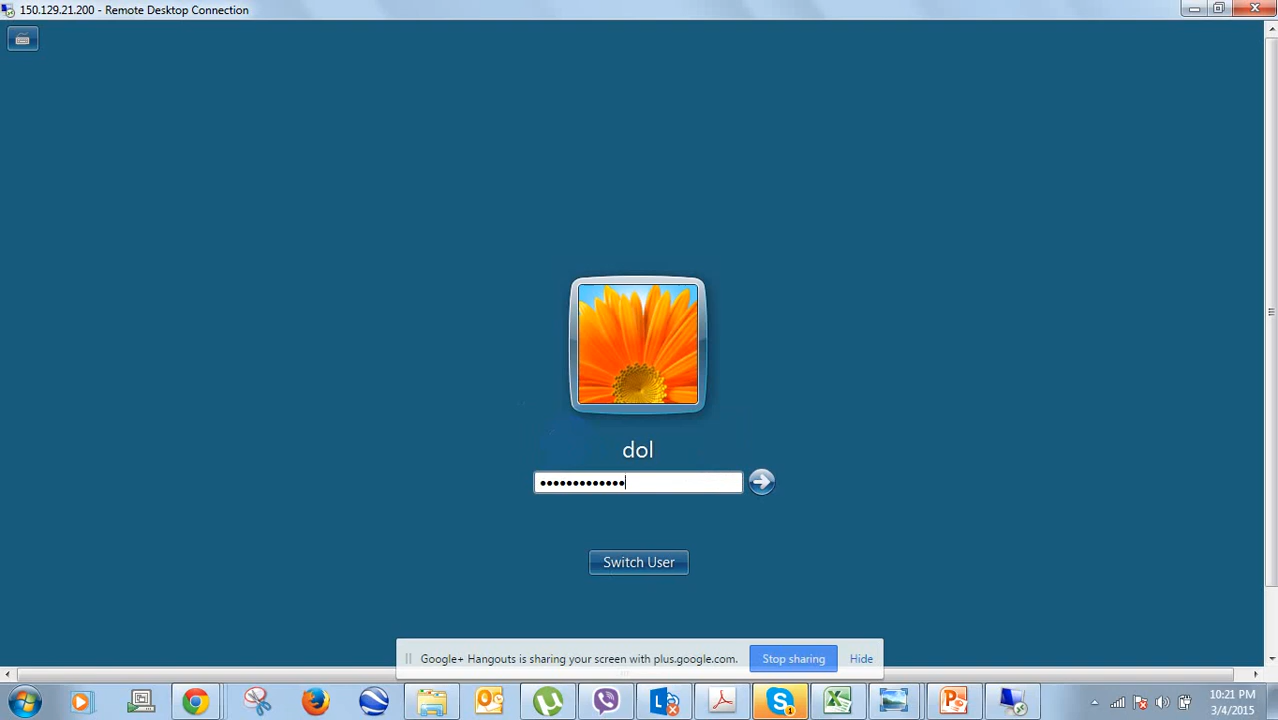 150.129.21.200 - Remote Desktop Connection
dol
•••••••••••••
Switch User
Google+ Hangouts is sharing your screen with plus.google.com.
Stop sharing
Hide
1
10:21 PM
3/4/2015